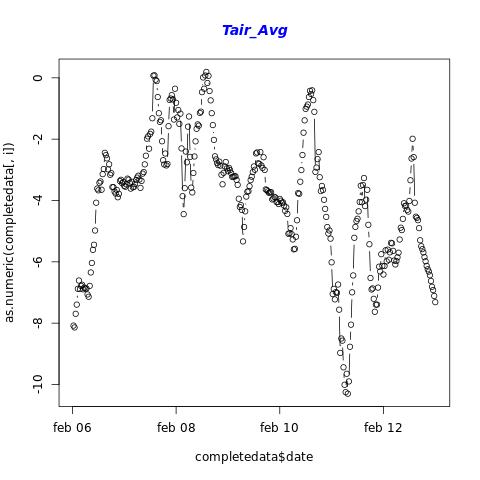 Tair_Avg
as.numeric(completedata[, i])
0
-2
-4
-6
-8
-10
feb 06
feb 08
feb 10
feb 12
completedata$date